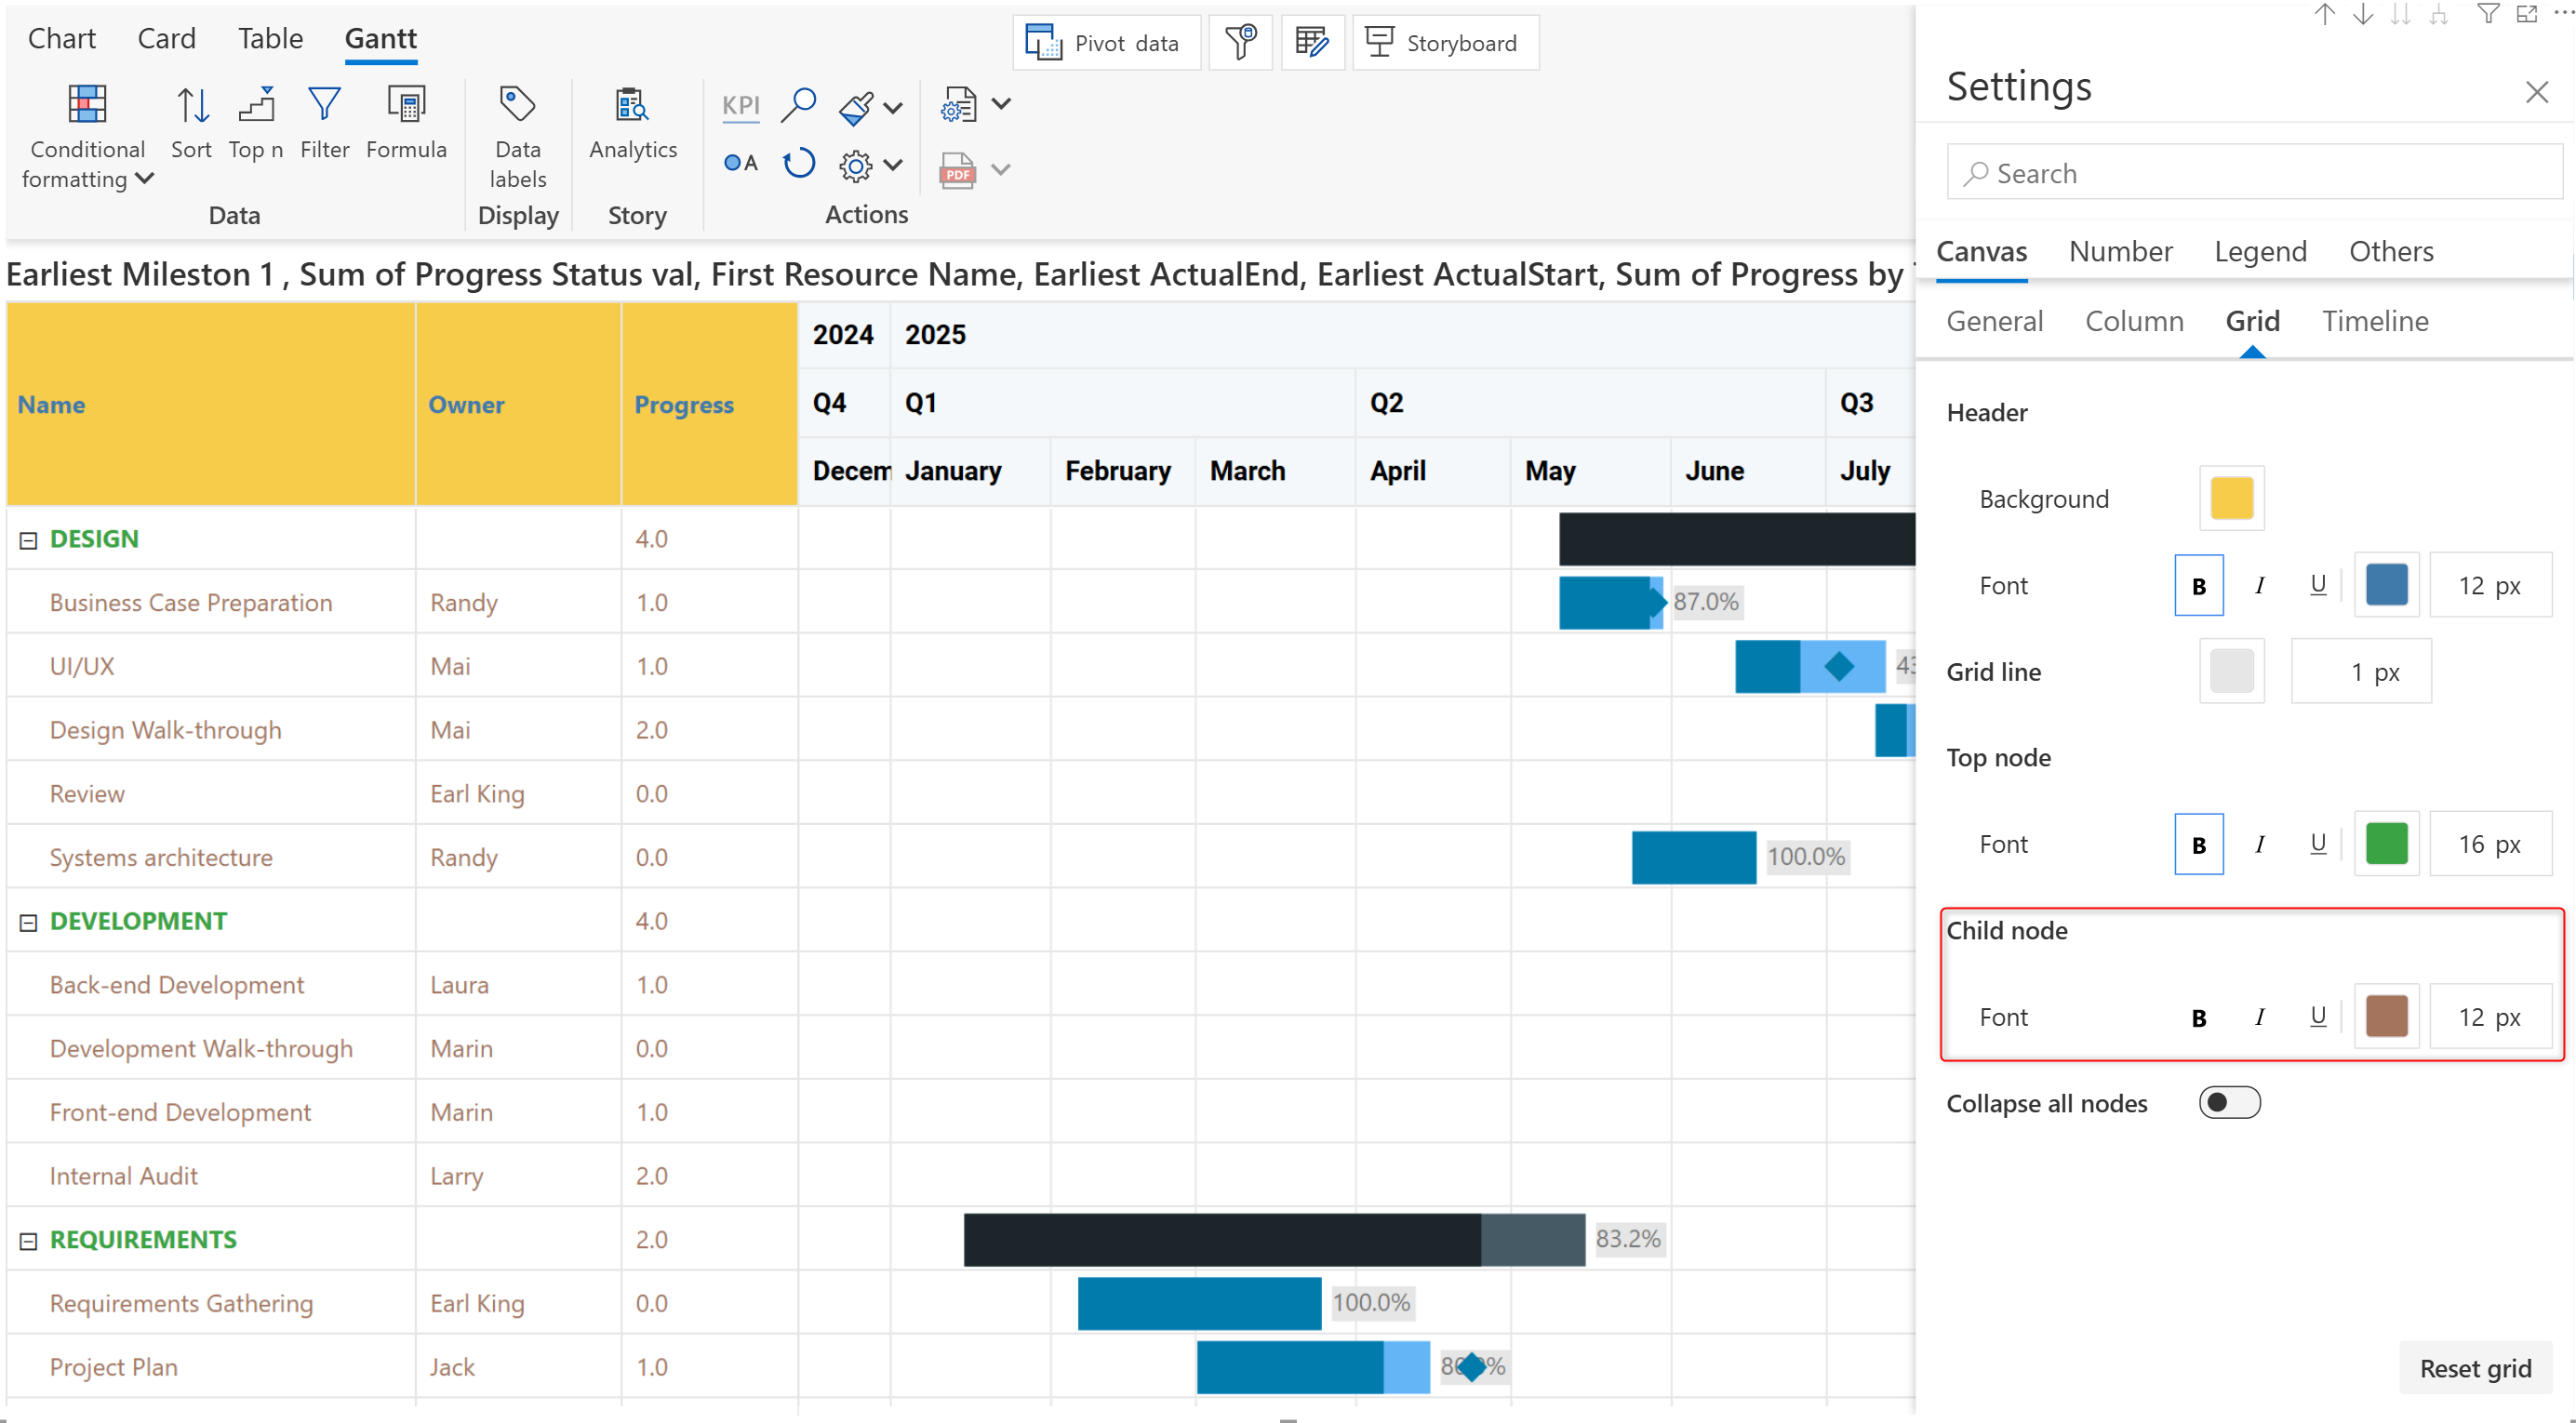 Chart Card Table Gantt
Pivot data Storyboard
Conditional formatting Sort Top n Filter Formula
Data labels Analytics KPI A PDF
Data Display Story Actions
Earliest Mileston 1 , Sum of Progress Status val, First Resource Name, Earliest ActualEnd, Earliest ActualStart, Sum of Progress by
Name Owner Progress
2024 2025
Q4 Q1 Q2 Q3
Decem January February March April May June July
DESIGN 4.0
Business Case Preparation Randy 1.0 87.0%
UI/UX Mai 1.0 43
Design Walk-through Mai 2.0
Review Earl King 0.0
Systems architecture Randy 0.0 100.0%
DEVELOPMENT 4.0
Back-end Development Laura 1.0
Development Walk-through Marin 0.0
Front-end Development Marin 1.0
Internal Audit Larry 2.0
REQUIREMENTS 2.0 83.2%
Requirements Gathering Earl King 0.0 100.0%
Project Plan Jack 1.0
Settings
Search
Canvas Number Legend Others
General Column Grid Timeline
Header
Background
Font B I U 12 px
Grid line 1 px
Top node
Font B I U 16 px
Child node
Font B I U 12 px
Collapse all nodes
Reset grid